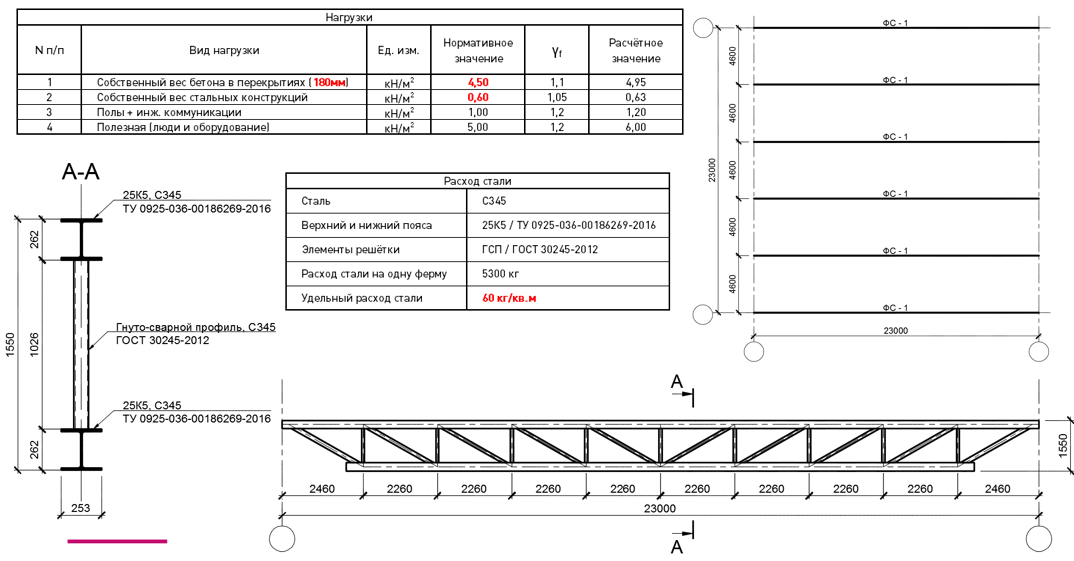 Нагрузки
N п/п
Вид нагрузки
Ед. изм.
Нормативное
значение
γf
Расчётное
значение
1 Собственный вес бетона в перекрытиях (180мм) кН/м² 4,50 1,1 4,95
2 Собственный вес стальных конструкций кН/м² 0,60 1,05 0,63
3 Полы + инж. коммуникации кН/м² 1,00 1,2 1,20
4 Полезная (люди и оборудование) кН/м² 5,00 1,2 6,00
ФС - 1
4600
ФС - 1
4600
ФС - 1
23000
4600
ФС - 1
4600
ФС - 1
4600
ФС - 1
23000
А-А
25К5, С345
ТУ 0925-036-00186269-2016
262
1550
1026
Гнуто-сварной профиль, С345
ГОСТ 30245-2012
25К5, С345
ТУ 0925-036-00186269-2016
262
253
Расход стали
Сталь С345
Верхний и нижний пояса 25К5 / ТУ 0925-036-00186269-2016
Элементы решётки ГСП / ГОСТ 30245-2012
Расход стали на одну ферму 5300 кг
Удельный расход стали 60 кг/кв.м
А
1550
2460 2260 2260 2260 2260 2260 2260 2260 2260 2460
23000
А